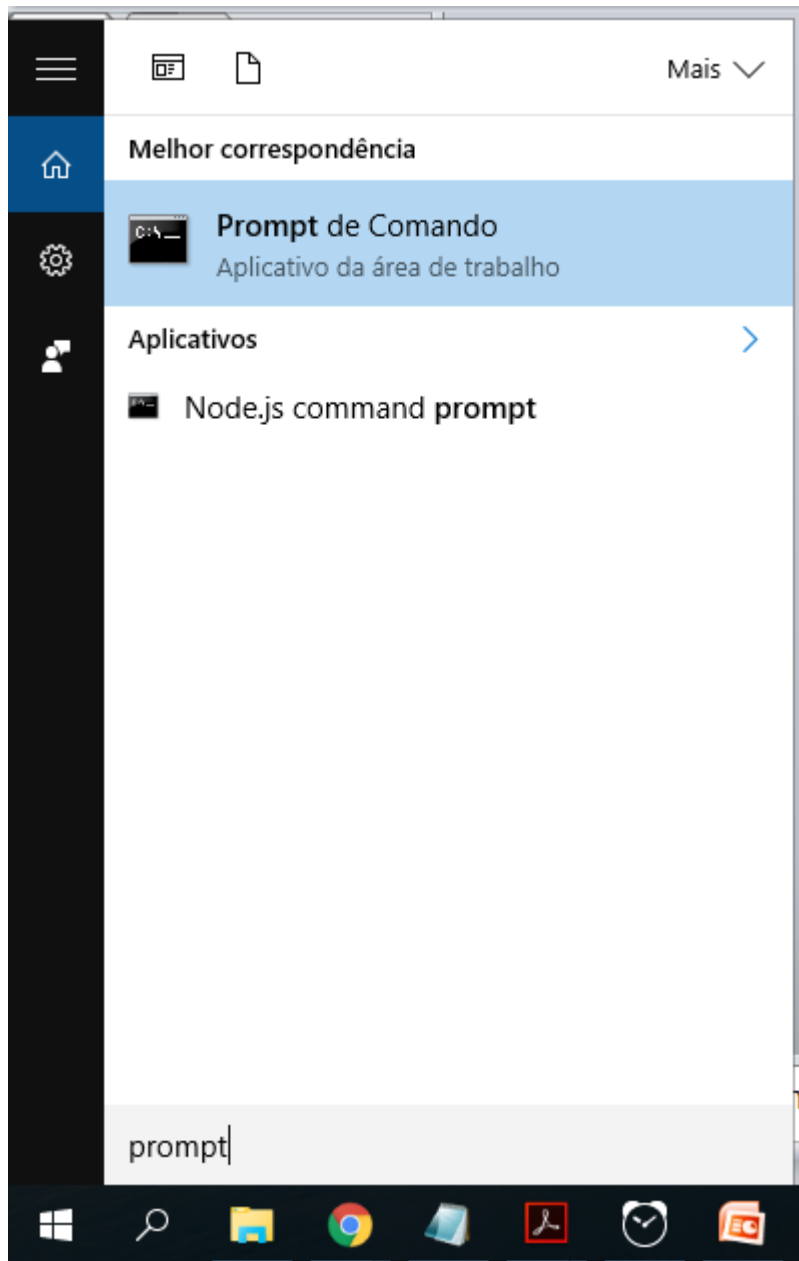 Mais
Melhor correspondência
C:\_
Prompt de Comando
Aplicativo da área de trabalho
Aplicativos
Node.js command prompt
prompt